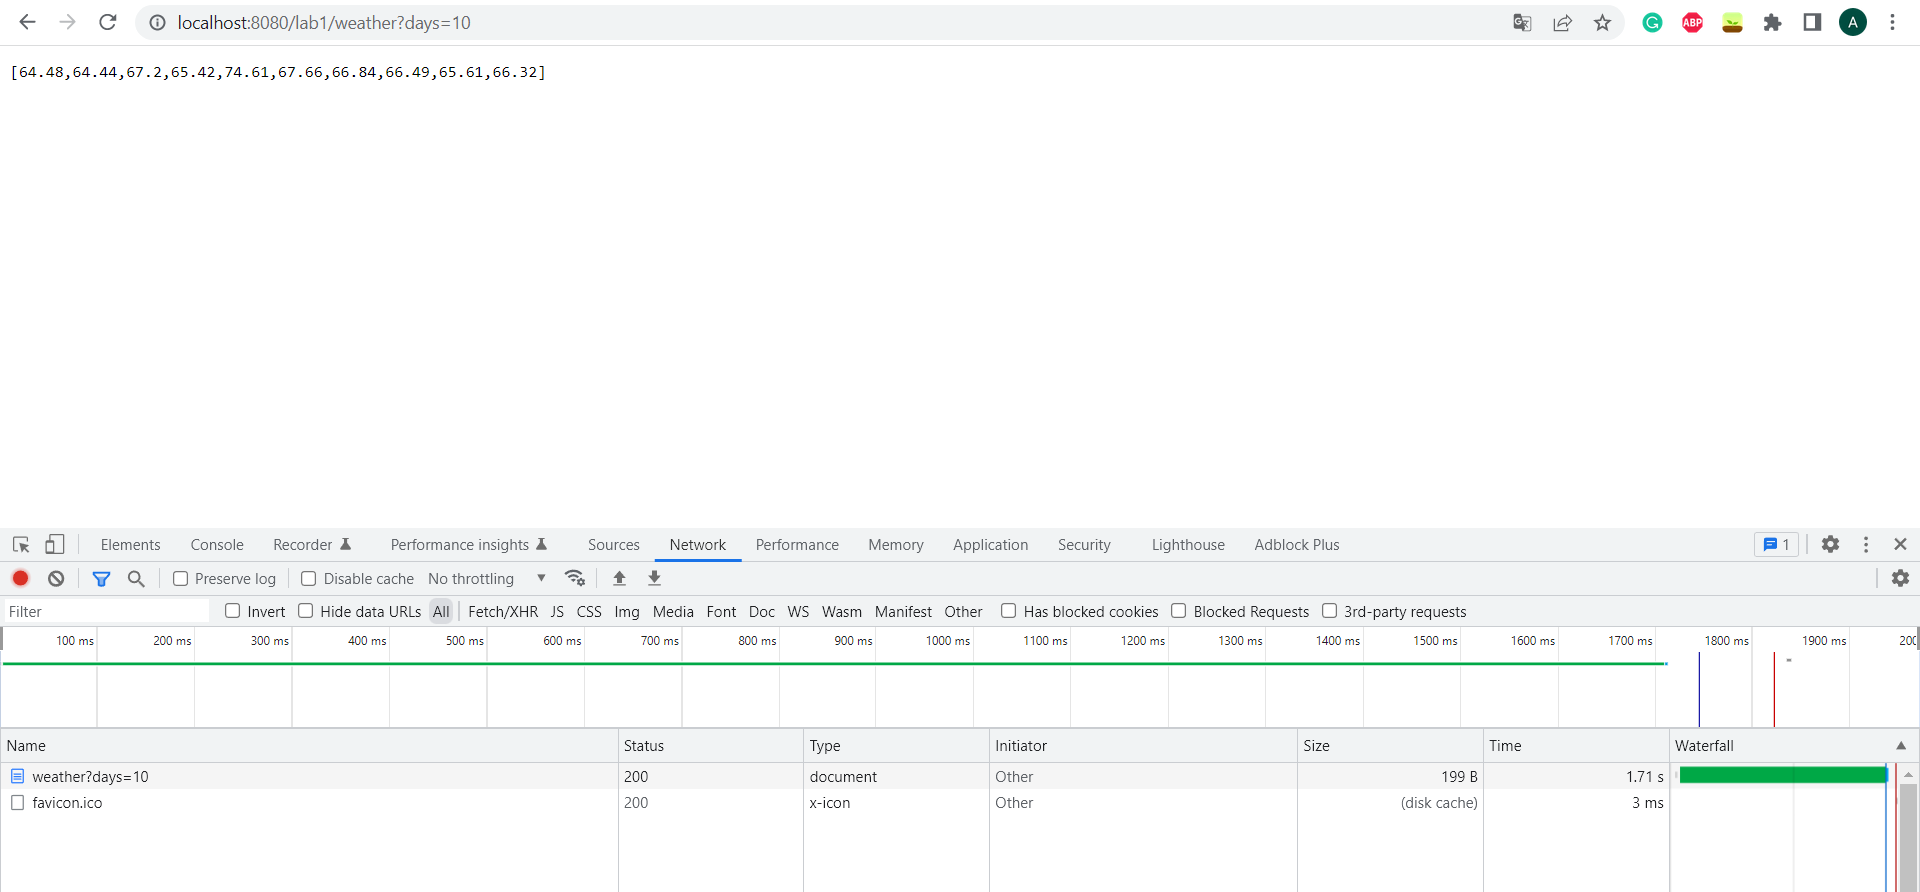 localhost:8080/lab1/weather?days=10
ABP
A
[64.48,64.44,67.2,65.42,74.61,67.66,66.84,66.49,65.61,66.32]
Elements Console Recorder Performance insights Sources Network Performance Memory Application Security Lighthouse Adblock Plus 1
Preserve log Disable cache No throttling
Filter Invert Hide data URLs All Fetch/XHR JS CSS Img Media Font Doc WS Wasm Manifest Other Has blocked cookies Blocked Requests 3rd-party requests
100 ms 200 ms 300 ms 400 ms 500 ms 600 ms 700 ms 800 ms 900 ms 1000 ms 1100 ms 1200 ms 1300 ms 1400 ms 1500 ms 1600 ms 1700 ms 1800 ms 1900 ms 200
Name Status Type Initiator Size Time Waterfall
weather?days=10 200 document Other 199 B 1.71 s
favicon.ico 200 x-icon Other (disk cache) 3 ms